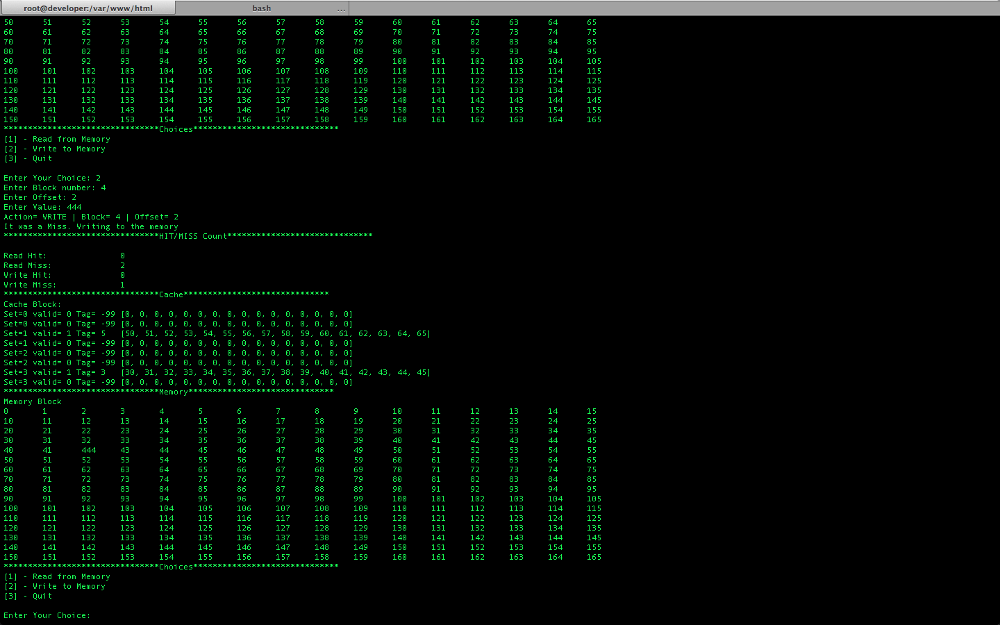 root@developer:/var/www/html bash ...
50 51 52 53 54 55 56 57 58 59 60 61 62 63 64 65
60 61 62 63 64 65 66 67 68 69 70 71 72 73 74 75
70 71 72 73 74 75 76 77 78 79 80 81 82 83 84 85
80 81 82 83 84 85 86 87 88 89 90 91 92 93 94 95
90 91 92 93 94 95 96 97 98 99 100 101 102 103 104 105
100 101 102 103 104 105 106 107 108 109 110 111 112 113 114 115
110 111 112 113 114 115 116 117 118 119 120 121 122 123 124 125
120 121 122 123 124 125 126 127 128 129 130 131 132 133 134 135
130 131 132 133 134 135 136 137 138 139 140 141 142 143 144 145
140 141 142 143 144 145 146 147 148 149 150 151 152 153 154 155
150 151 152 153 154 155 156 157 158 159 160 161 162 163 164 165
********************************Choices******************************
[1] - Read from Memory
[2] - Write to Memory
[3] - Quit
Enter Your Choice: 2
Enter Block number: 4
Enter Offset: 2
Enter Value: 444
Action= WRITE | Block= 4 | Offset= 2
It was a Miss. Writing to the memory
********************************HIT/MISS Count******************************
Read Hit: 0
Read Miss: 2
Write Hit: 0
Write Miss: 1
********************************Cache******************************
Cache Block:
Set=0 valid= 0 Tag= -99 [0, 0, 0, 0, 0, 0, 0, 0, 0, 0, 0, 0, 0, 0, 0, 0]
Set=0 valid= 0 Tag= -99 [0, 0, 0, 0, 0, 0, 0, 0, 0, 0, 0, 0, 0, 0, 0, 0]
Set=1 valid= 1 Tag= 5 [50, 51, 52, 53, 54, 55, 56, 57, 58, 59, 60, 61, 62, 63, 64, 65]
Set=1 valid= 0 Tag= -99 [0, 0, 0, 0, 0, 0, 0, 0, 0, 0, 0, 0, 0, 0, 0, 0]
Set=2 valid= 0 Tag= -99 [0, 0, 0, 0, 0, 0, 0, 0, 0, 0, 0, 0, 0, 0, 0, 0]
Set=2 valid= 0 Tag= -99 [0, 0, 0, 0, 0, 0, 0, 0, 0, 0, 0, 0, 0, 0, 0, 0]
Set=3 valid= 1 Tag= 3 [30, 31, 32, 33, 34, 35, 36, 37, 38, 39, 40, 41, 42, 43, 44, 45]
Set=3 valid= 0 Tag= -99 [0, 0, 0, 0, 0, 0, 0, 0, 0, 0, 0, 0, 0, 0, 0, 0]
********************************Memory******************************
Memory Block
0 1 2 3 4 5 6 7 8 9 10 11 12 13 14 15
10 11 12 13 14 15 16 17 18 19 20 21 22 23 24 25
20 21 22 23 24 25 26 27 28 29 30 31 32 33 34 35
30 31 32 33 34 35 36 37 38 39 40 41 42 43 44 45
40 41 444 43 44 45 46 47 48 49 50 51 52 53 54 55
50 51 52 53 54 55 56 57 58 59 60 61 62 63 64 65
60 61 62 63 64 65 66 67 68 69 70 71 72 73 74 75
70 71 72 73 74 75 76 77 78 79 80 81 82 83 84 85
80 81 82 83 84 85 86 87 88 89 90 91 92 93 94 95
90 91 92 93 94 95 96 97 98 99 100 101 102 103 104 105
100 101 102 103 104 105 106 107 108 109 110 111 112 113 114 115
110 111 112 113 114 115 116 117 118 119 120 121 122 123 124 125
120 121 122 123 124 125 126 127 128 129 130 131 132 133 134 135
130 131 132 133 134 135 136 137 138 139 140 141 142 143 144 145
140 141 142 143 144 145 146 147 148 149 150 151 152 153 154 155
150 151 152 153 154 155 156 157 158 159 160 161 162 163 164 165
********************************Choices******************************
[1] - Read from Memory
[2] - Write to Memory
[3] - Quit
Enter Your Choice: